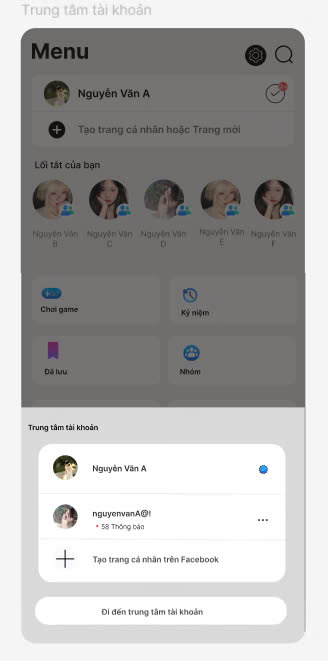 Trung tâm tài khoản
Menu
Nguyễn Văn A
Tạo trang cá nhân hoặc Trang mới
Lối tắt của bạn
Nguyễn Văn B
Nguyễn Văn C
Nguyễn Văn D
Nguyễn Văn E
Nguyễn Văn F
Chơi game
Kỷ niệm
Đã lưu
Nhóm
Trung tâm tài khoản
Nguyễn Văn A
nguyenvanA@!
• 58 Thông báo
Tạo trang cá nhân trên Facebook
Đi đến trung tâm tài khoản